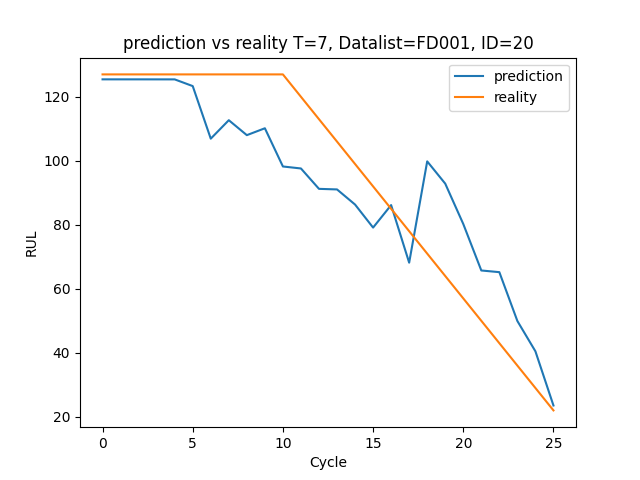 prediction vs reality T=7, Datalist=FD001, ID=20
prediction
reality
RUL
120
100
80
60
40
20
0 5 10 15 20 25
Cycle